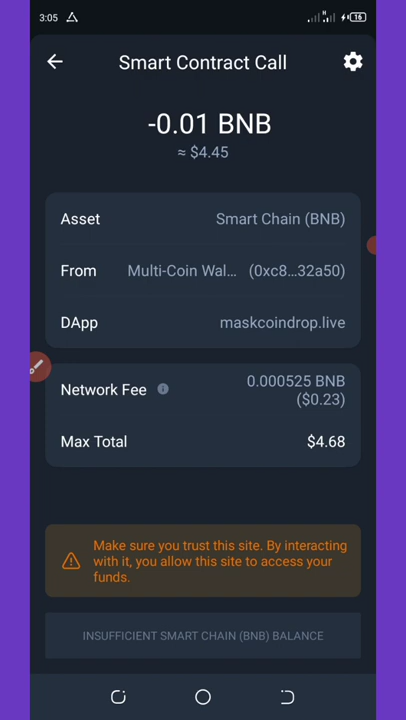 3:05
16
Smart Contract Call
-0.01 BNB
≈ $4.45
Asset
Smart Chain (BNB)
From
Multi-Coin Wal... (0xc8...32a50)
DApp
maskcoindrop.live
Network Fee
0.000525 BNB
($0.23)
Max Total
$4.68
Make sure you trust this site. By interacting
with it, you allow this site to access your
funds.
INSUFFICIENT SMART CHAIN (BNB) BALANCE